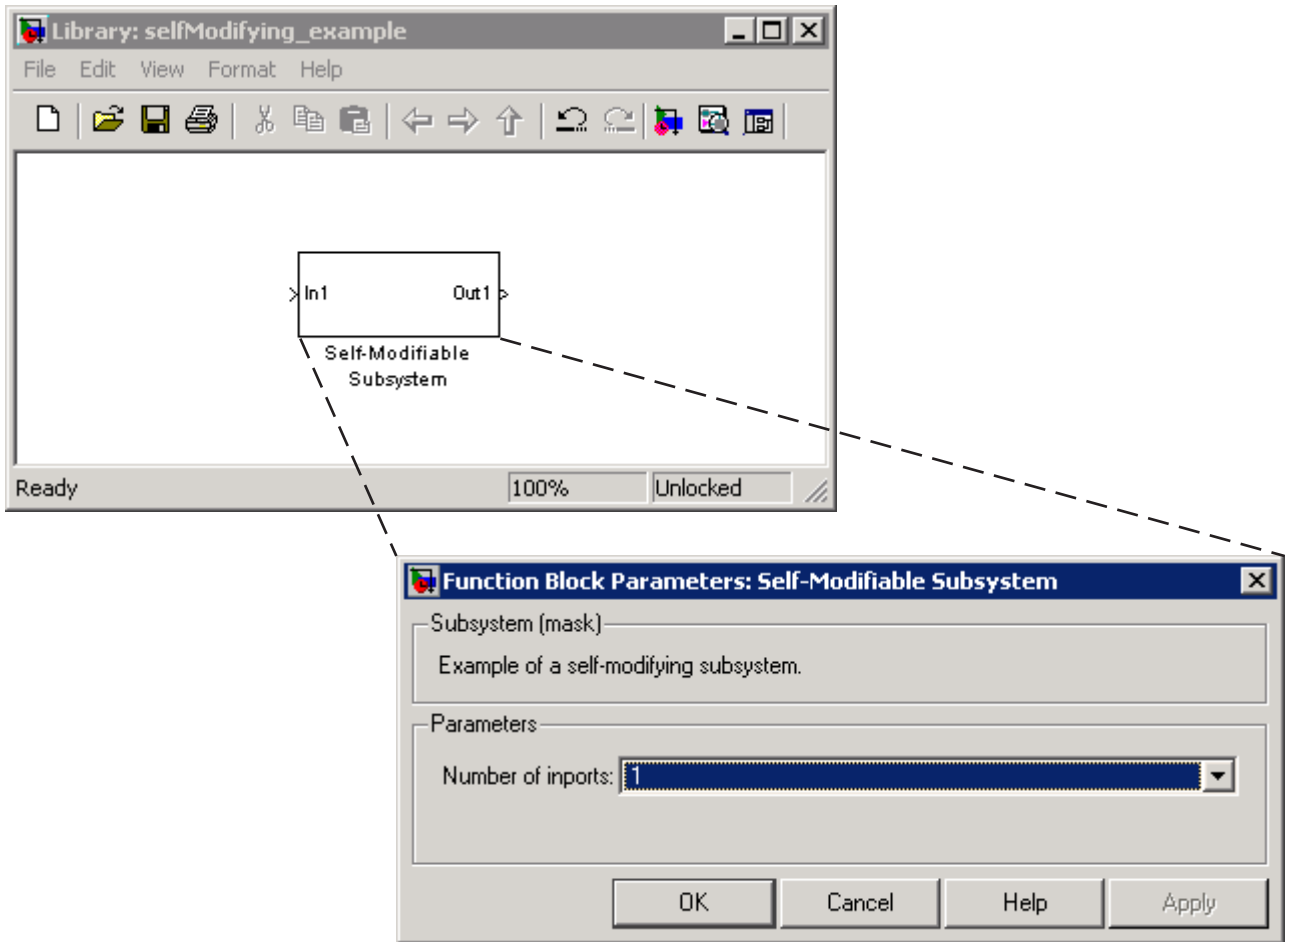 Library: selfModifying_example
File Edit View Format Help
In1 Out1
Self-Modifiable
Subsystem
Ready 100% Unlocked
Function Block Parameters: Self-Modifiable Subsystem
Subsystem (mask)
Example of a self-modifying subsystem.
Parameters
Number of inports: 1
OK Cancel Help Apply